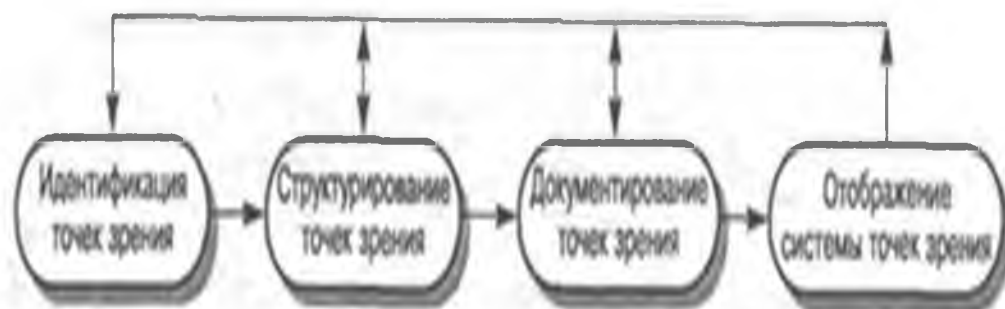 Идентификация
точек зрения
Структурирование
точек зрения
Документирование
точек зрения
Отображение
системы точек зрения